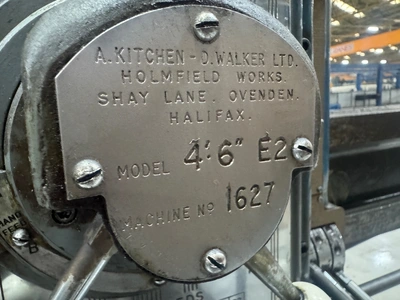 A. KITCHEN - D. WALKER LTD.
HOLMFIELD WORKS.
SHAY LANE. OVENDEN.
HALIFAX.
MODEL 4'.6" E2
MACHINE Nº 1627